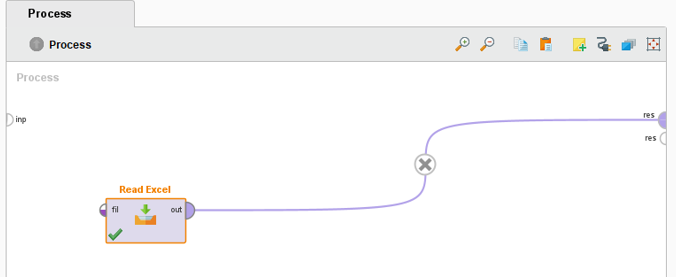 Process
Process
Process
inp
res
res
Read Excel
fil
out